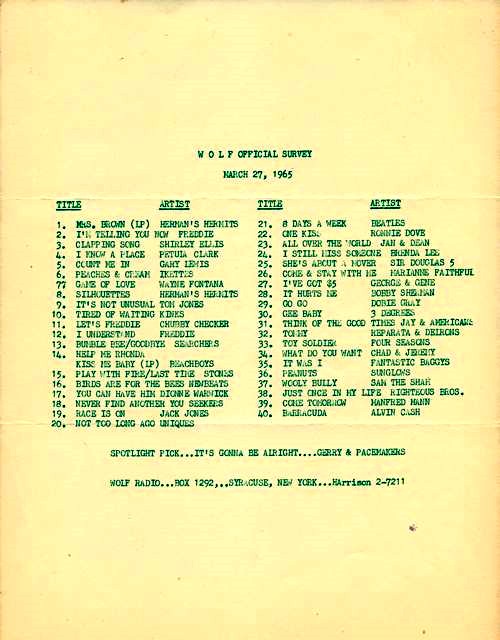 W O L F OFFICIAL SURVEY
MARCH 27, 1965
TITLE ARTIST
1. MRS. BROWN (LP) HERMAN'S HERMITS
2. I'M TELLING YOU NOW FREDDIE
3. CLAPPING SONG SHIRLEY ELLIS
4. I KNOW A PLACE PETULA CLARK
5. COUNT ME IN GARY LEWIS
6. PEACHES & CREAM IKETTES
77 GAME OF LOVE WAYNE FONTANA
8. SILHOUETTES HERMAN'S HERMITS
9. IT'S NOT UNUSUAL TOM JONES
10. TIRED OF WAITING KINKS
11. LET'S FREDDIE CHUBBY CHECKER
12. I UNDERSTAND FREDDIE
13. BUMBLE BEE/GOODBYE SEARCHERS
14. HELP ME RHONDA
KISS ME BABY (LP) BEACHBOYS
15. PLAY WITH FIRE/LAST TIME STONES
16. BIRDS ARE FOR THE BEES NEWBEATS
17. YOU CAN HAVE HIM DIONNE WARWICK
18. NEVER FIND ANOTHER YOU SEEKERS
19. RACE IS ON JACK JONES
20. NOT TOO LONG AGO UNIQUES
TITLE ARTIST
21. 8 DAYS A WEEK BEATLES
22. ONE KISS RONNIE DOVE
23. ALL OVER THE WORLD JAN & DEAN
24. I STILL MISS SOMEONE BRENDA LEE
25. SHE'S ABOUT A MOVER SIR DOUGLAS 5
26. COME & STAY WITH ME MARIANNE FAITHFUL
27. I'VE GOT $5 GEORGE & GENE
28. IT HURTS ME BOBBY SHERMAN
29. GO GO DORIE GRAY
30. GEE BABY 3 DEGREES
31. THINK OF THE GOOD TIMES JAY & AMERICANS
32. TOMMY REPARATA & DELRONS
33. TOY SOLDIER FOUR SEASONS
34. WHAT DO YOU WANT CHAD & JEREMY
35. IT WAS I FANTASTIC BAGGYS
36. PEANUTS SUNGLOWS
37. WOOLY BULLY SAM THE SHAM
38. JUST ONCE IN MY LIFE RIGHTEOUS BROS.
39. COME TOMORROW MANFRED MANN
40. BARRACUDA ALVIN CASH
SPOTLIGHT PICK...IT'S GONNA BE ALRIGHT....GERRY & PACEMAKERS
WOLF RADIO...BOX 1292,.,SYRACUSE, NEW YORK...HArrison 2-7211